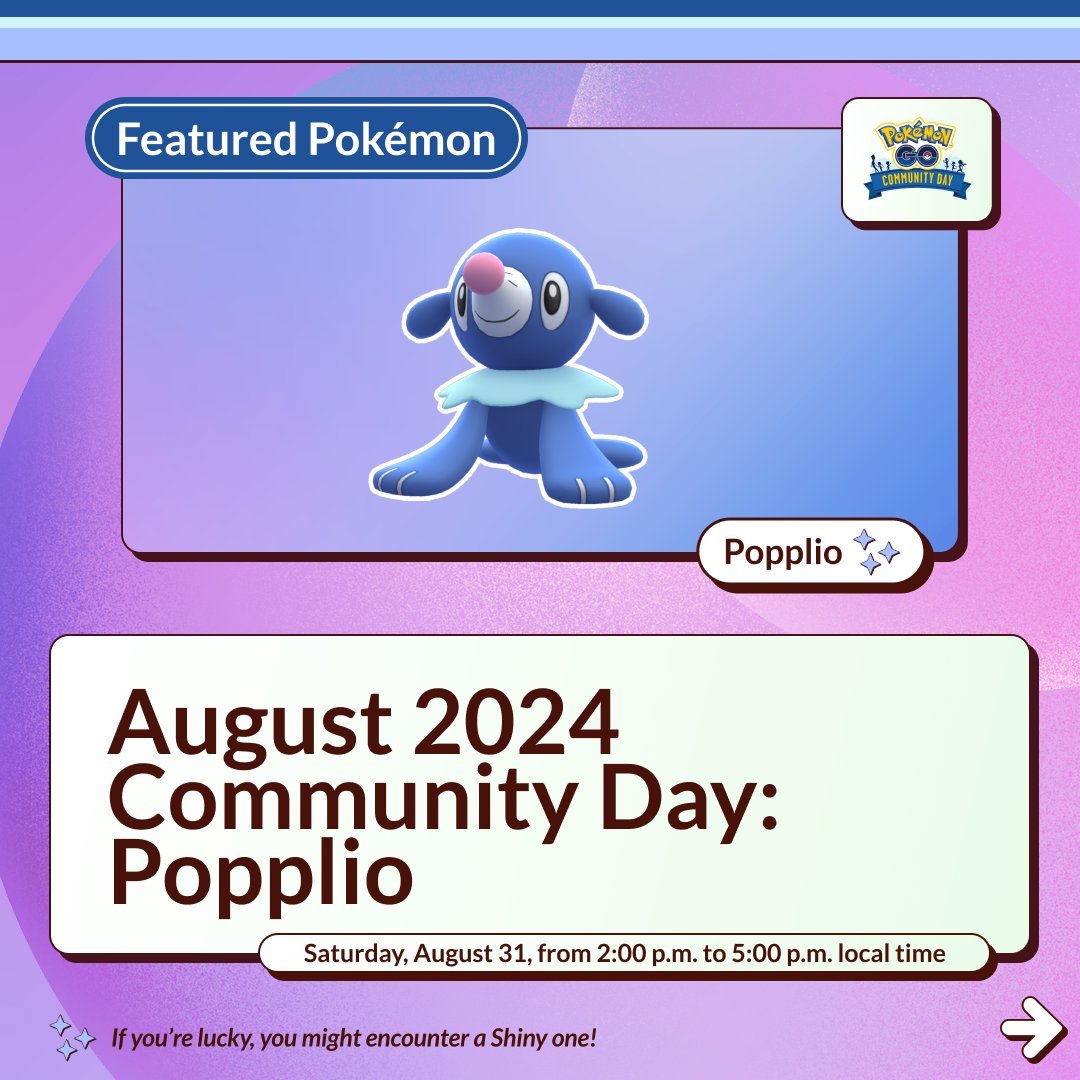 Featured Pokémon
POKÉMON
GO
COMMUNITY DAY
Popplio
August 2024
Community Day:
Popplio
Saturday, August 31, from 2:00 p.m. to 5:00 p.m. local time
If you're lucky, you might encounter a Shiny one!